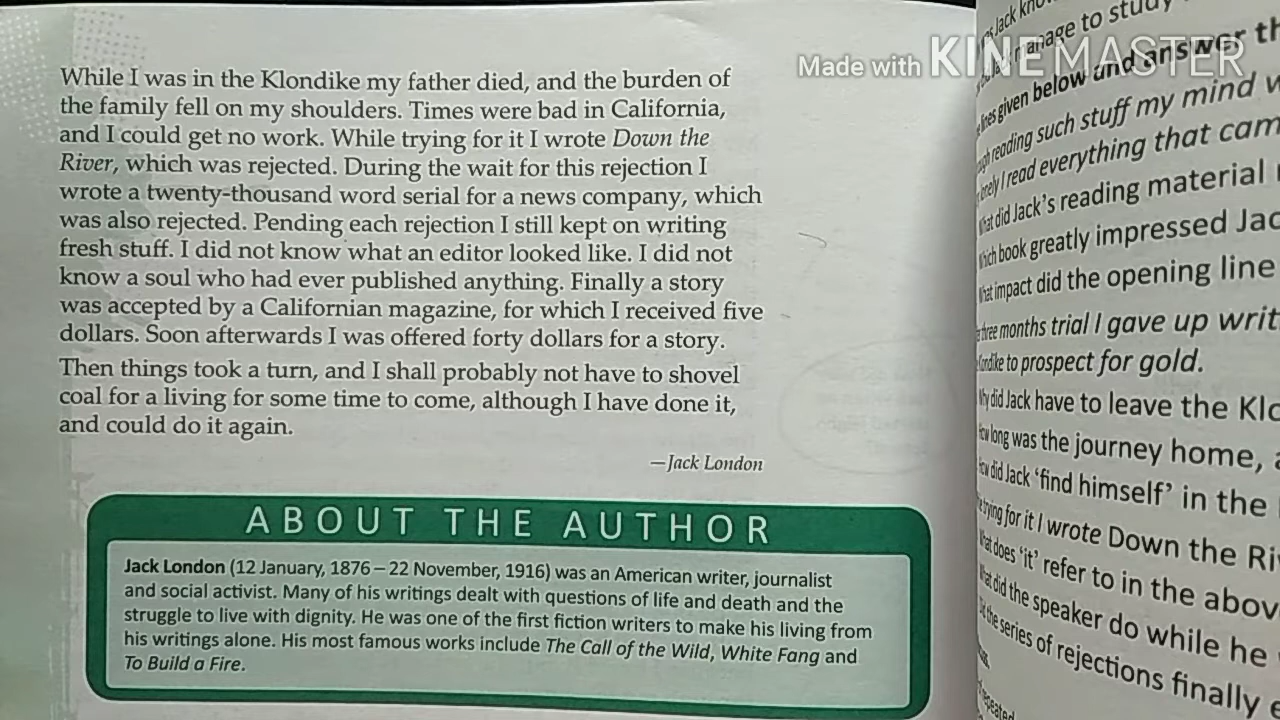 While I was in the Klondike my father died, and the burden of
the family fell on my shoulders. Times were bad in California,
and I could get no work. While trying for it I wrote Down the
River, which was rejected. During the wait for this rejection I
wrote a twenty-thousand word serial for a news company, which
was also rejected. Pending each rejection I still kept on writing
fresh stuff. I did not know what an editor looked like. I did not
know a soul who had ever published anything. Finally a story
was accepted by a Californian magazine, for which I received five
dollars. Soon afterwards I was offered forty dollars for a story.
Then things took a turn, and I shall probably not have to shovel
coal for a living for some time to come, although I have done it,
and could do it again.
—Jack London
ABOUT THE AUTHOR
Jack London (12 January, 1876 – 22 November, 1916) was an American writer, journalist
and social activist. Many of his writings dealt with questions of life and death and the
struggle to live with dignity. He was one of the first fiction writers to make his living from
his writings alone. His most famous works include The Call of the Wild, White Fang and
To Build a Fire.
Made with KINEMASTER
Jack
manage to study
lines given below and answer
reading such stuff my mind
I read everything that
What did Jack's reading material
Which book greatly impressed
What impact did the opening line
three months trial I gave up
Klondike to prospect for gold.
Why did Jack have to leave the
How long was the journey home,
How did Jack 'find himself' in the
trying for it I wrote Down the
What does 'it' refer to in the
What did the speaker do while he
the series of rejections finally